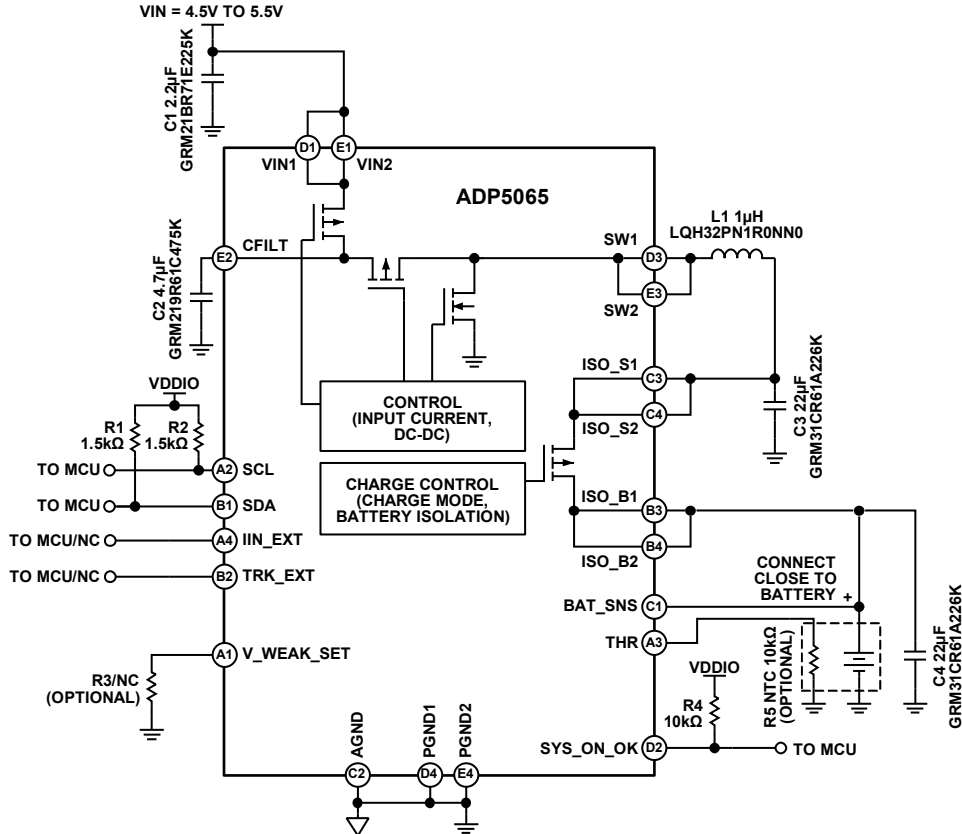 VIN = 4.5V TO 5.5V
C1 2.2µF
GRM21BR71E225K
D1
E1
VIN1
VIN2
ADP5065
L1 1µH
LQH32PN1R0NN0
E2
CFILT
SW1
D3
C2 4.7µF
GRM219R61C475K
E3
SW2
ISO_S1
C3
C4
ISO_S2
C3 22µF
GRM31CR61A226K
CONTROL
(INPUT CURRENT,
DC-DC)
VDDIO
R1
1.5kΩ
R2
1.5kΩ
TO MCU
A2
SCL
CHARGE CONTROL
(CHARGE MODE,
BATTERY ISOLATION)
TO MCU
B1
SDA
ISO_B1
B3
TO MCU/NC
A4
IIN_EXT
B4
ISO_B2
TO MCU/NC
B2
TRK_EXT
CONNECT
CLOSE TO
BATTERY
+
BAT_SNS
C1
THR
A3
A1
V_WEAK_SET
R3/NC
(OPTIONAL)
VDDIO
R4
10kΩ
R5 NTC 10kΩ
(OPTIONAL)
C4 22µF
GRM31CR61A226K
AGND
PGND1
PGND2
SYS_ON_OK
D2
TO MCU
C2
D4
E4